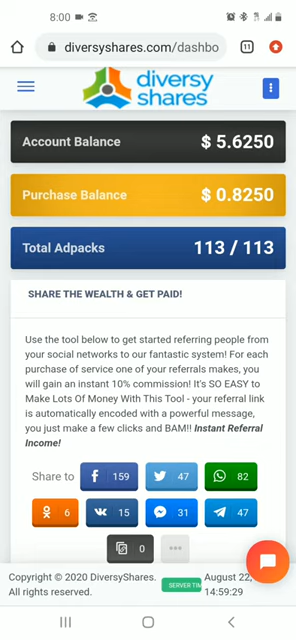 8:00
diversyshares.com/dashbo
11
diversy
shares
Account Balance $ 5.6250
Purchase Balance $ 0.8250
Total Adpacks 113 / 113
SHARE THE WEALTH & GET PAID!
Use the tool below to get started referring people from
your social networks to our fantastic system! For each
purchase of service one of your referrals makes, you
will gain an instant 10% commission! It's SO EASY to
Make Lots Of Money With This Tool - your referral link
is automatically encoded with a powerful message,
you just make a few clicks and BAM!! Instant Referral
Income!
Share to f 159 47 82
6 15 31 47
0
Copyright © 2020 DiversyShares. SERVER TIM August 22,
All rights reserved. 14:59:29